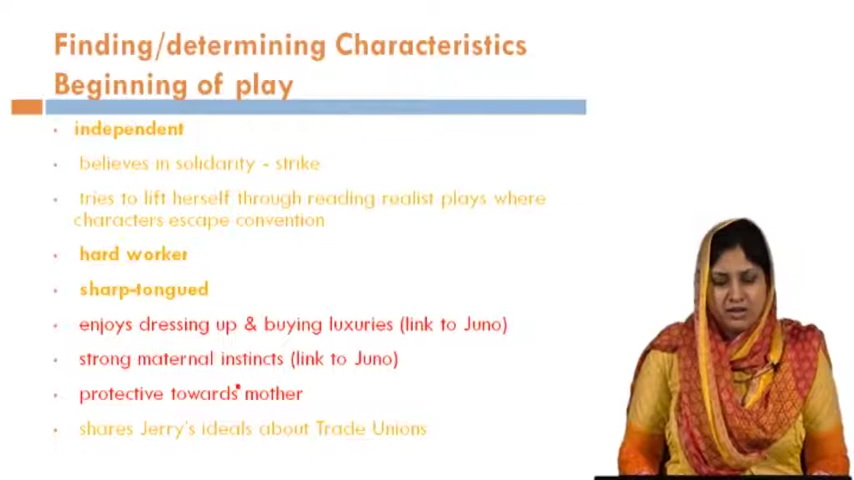 Finding/determining Characteristics
Beginning of play
independent
believes in solidarity - strike
tries to lift herself through reading realist plays where
characters escape convention
hard worker
sharp-tongued
enjoys dressing up & buying luxuries (link to Juno)
strong maternal instincts (link to Juno)
protective towards mother
shares Jerry's ideals about Trade Unions